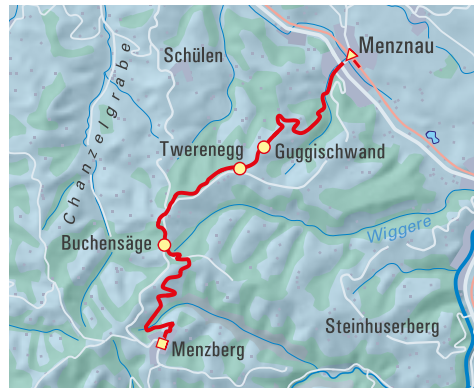 Menznau
Schülen
Chanzelgrabe
Twerenegg
Guggischwand
Wiggere
Buchensäge
Steinhuserberg
Menzberg